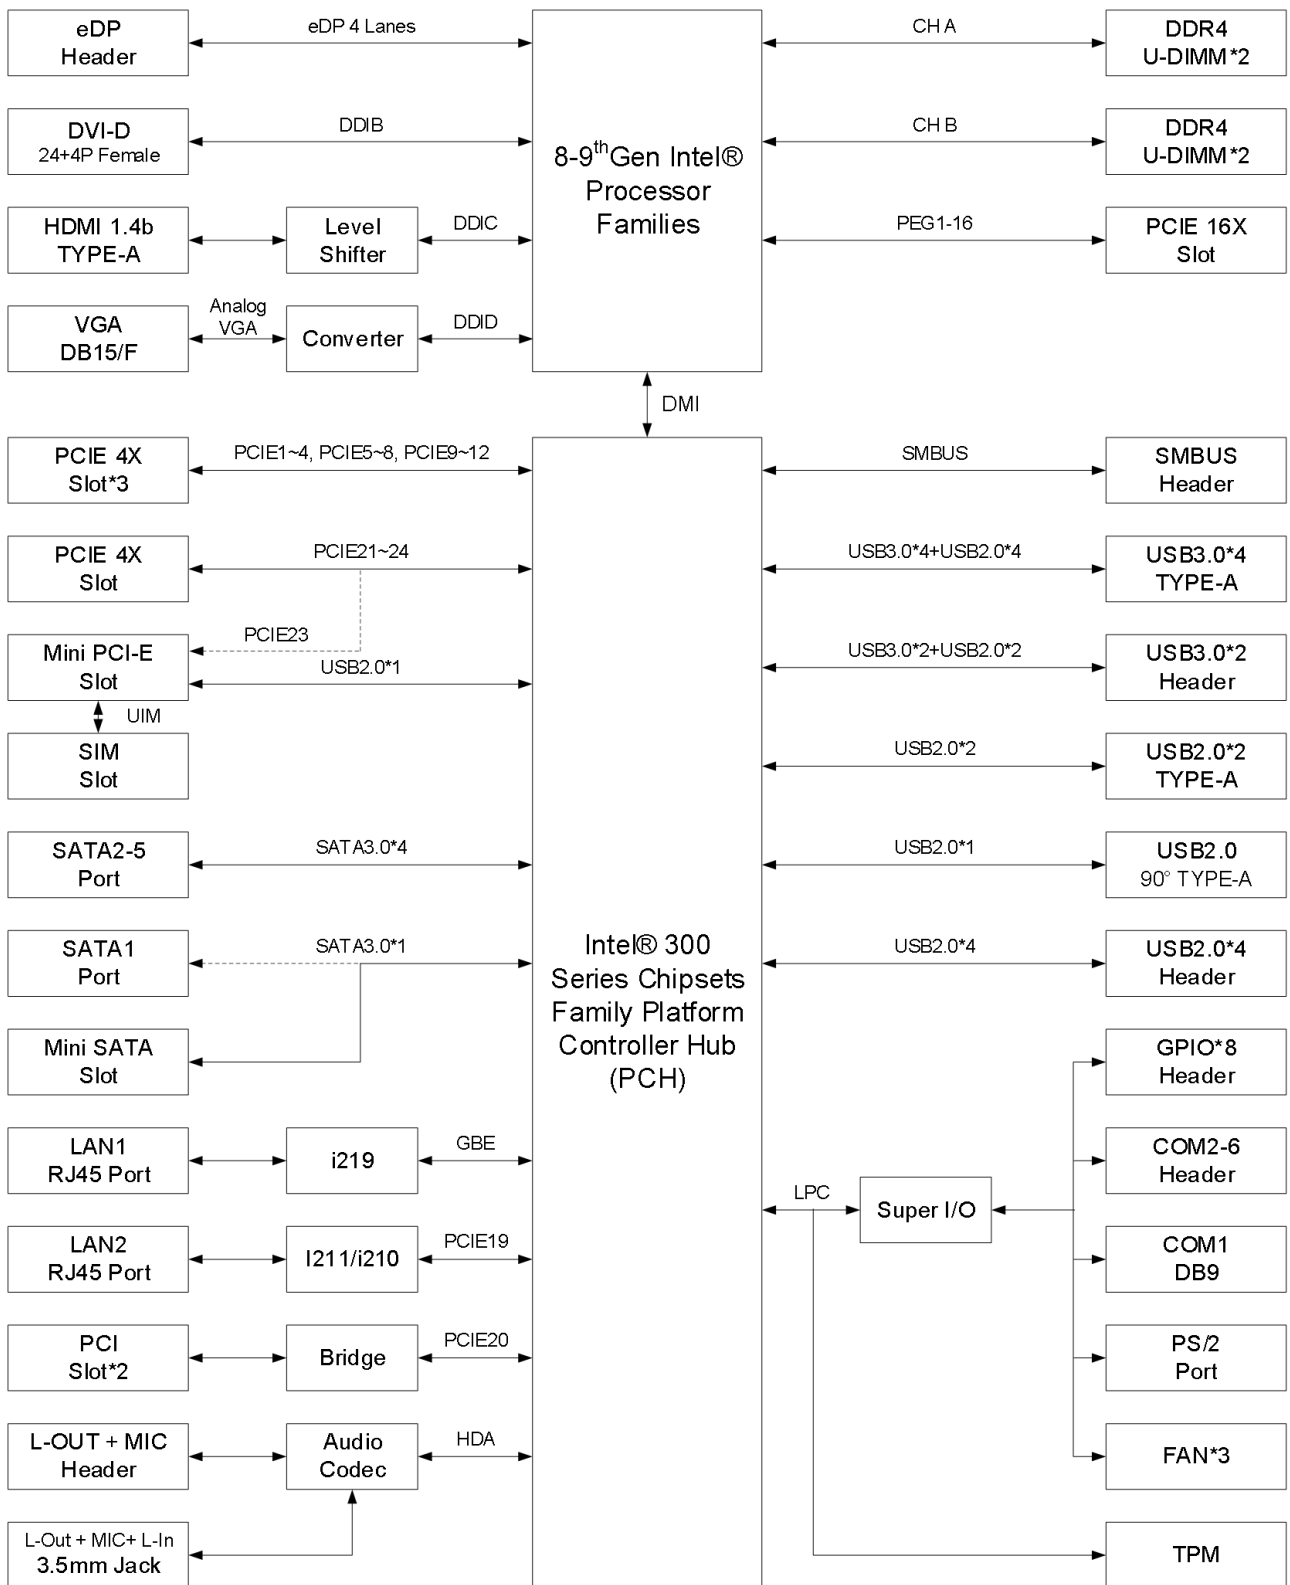 eDP
Header
eDP 4 Lanes
CH A
DDR4
U-DIMM*2
DVI-D
24+4P Female
DDIB
8-9thGen Intel®
Processor
Families
CH B
DDR4
U-DIMM*2
HDMI 1.4b
TYPE-A
Level
Shifter
DDIC
PEG1-16
PCIE 16X
Slot
VGA
DB15/F
Analog
VGA
Converter
DDID
DMI
PCIE 4X
Slot*3
PCIE1~4, PCIE5~8, PCIE9~12
SMBUS
SMBUS
Header
PCIE 4X
Slot
PCIE21~24
USB3.0*4+USB2.0*4
USB3.0*4
TYPE-A
Mini PCI-E
Slot
PCIE23
USB2.0*1
USB3.0*2+USB2.0*2
USB3.0*2
Header
UIM
SIM
Slot
USB2.0*2
USB2.0*2
TYPE-A
SATA2-5
Port
SATA3.0*4
USB2.0*1
USB2.0
90° TYPE-A
SATA1
Port
SATA3.0*1
Intel® 300
Series Chipsets
Family Platform
Controller Hub
(PCH)
USB2.0*4
USB2.0*4
Header
Mini SATA
Slot
GPIO*8
Header
LAN1
RJ45 Port
i219
GBE
COM2-6
Header
LPC
Super I/O
LAN2
RJ45 Port
I211/i210
PCIE19
COM1
DB9
PCI
Slot*2
Bridge
PCIE20
PS/2
Port
L-OUT + MIC
Header
Audio
Codec
HDA
FAN*3
L-Out + MIC+ L-In
3.5mm Jack
TPM